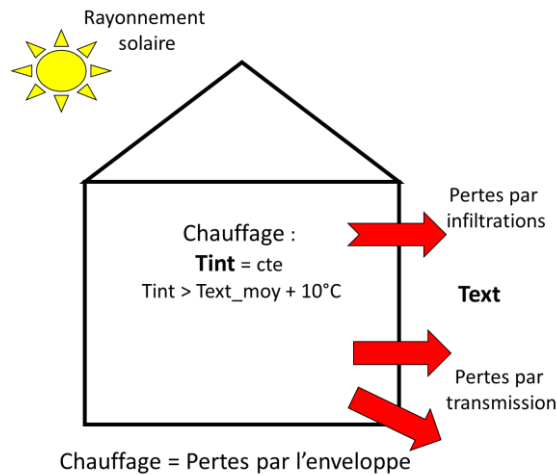 Rayonnement
solaire
Pertes par
infiltrations
Chauffage :
Tint = cte
Tint > Text_moy + 10°C
Text
Pertes par
transmission
Chauffage = Pertes par l'enveloppe